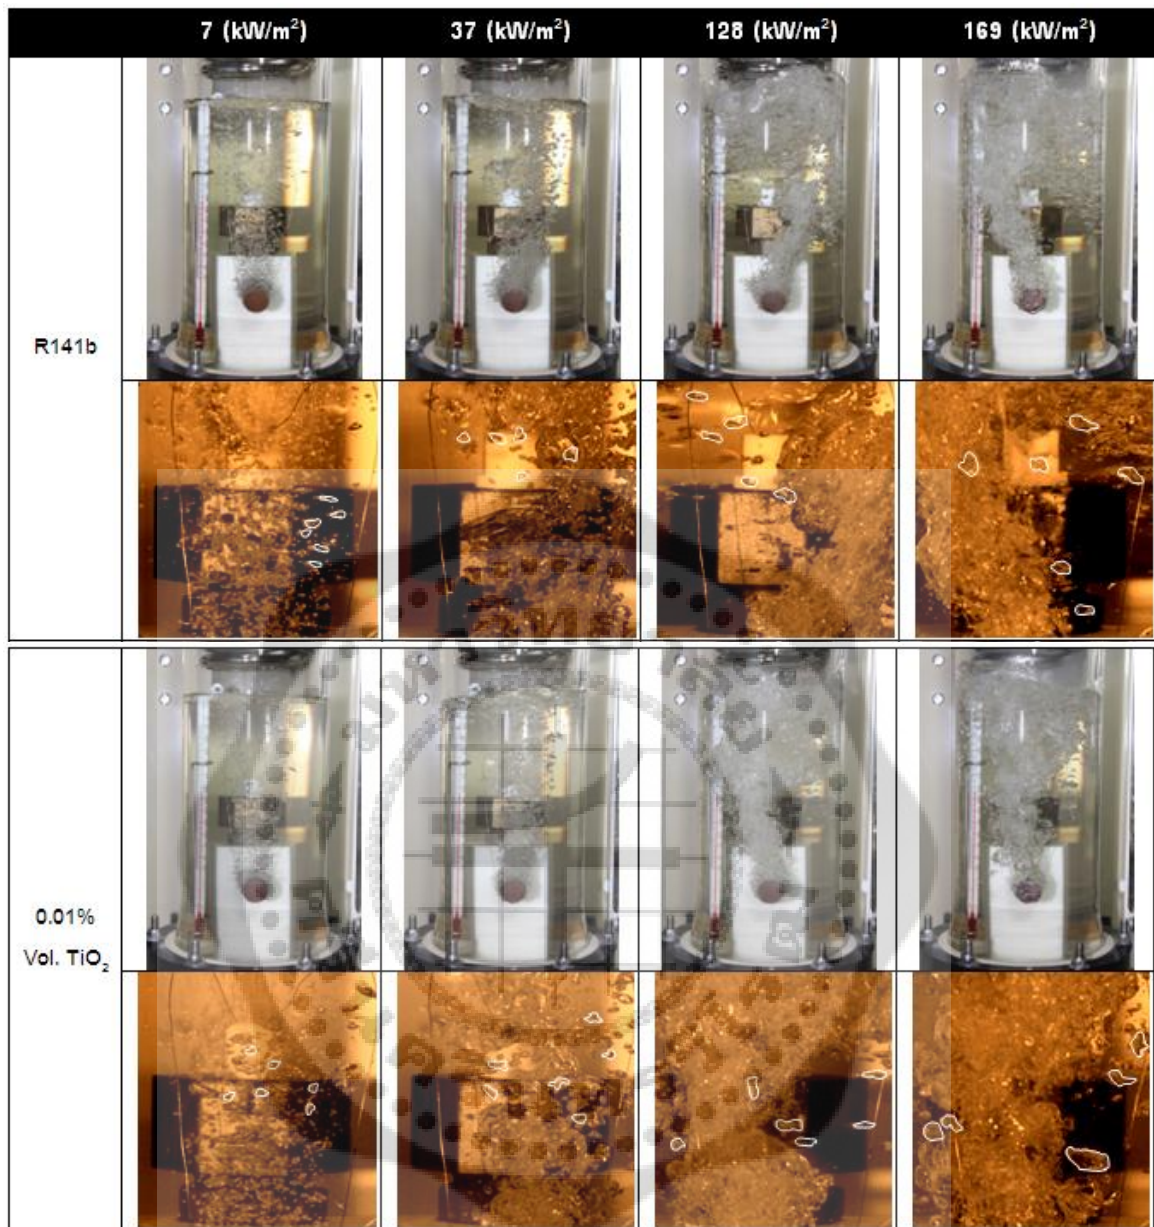 7 (kW/m²)
37 (kW/m²)
128 (kW/m²)
169 (kW/m²)
R141b
0.01%
Vol. TiO₂